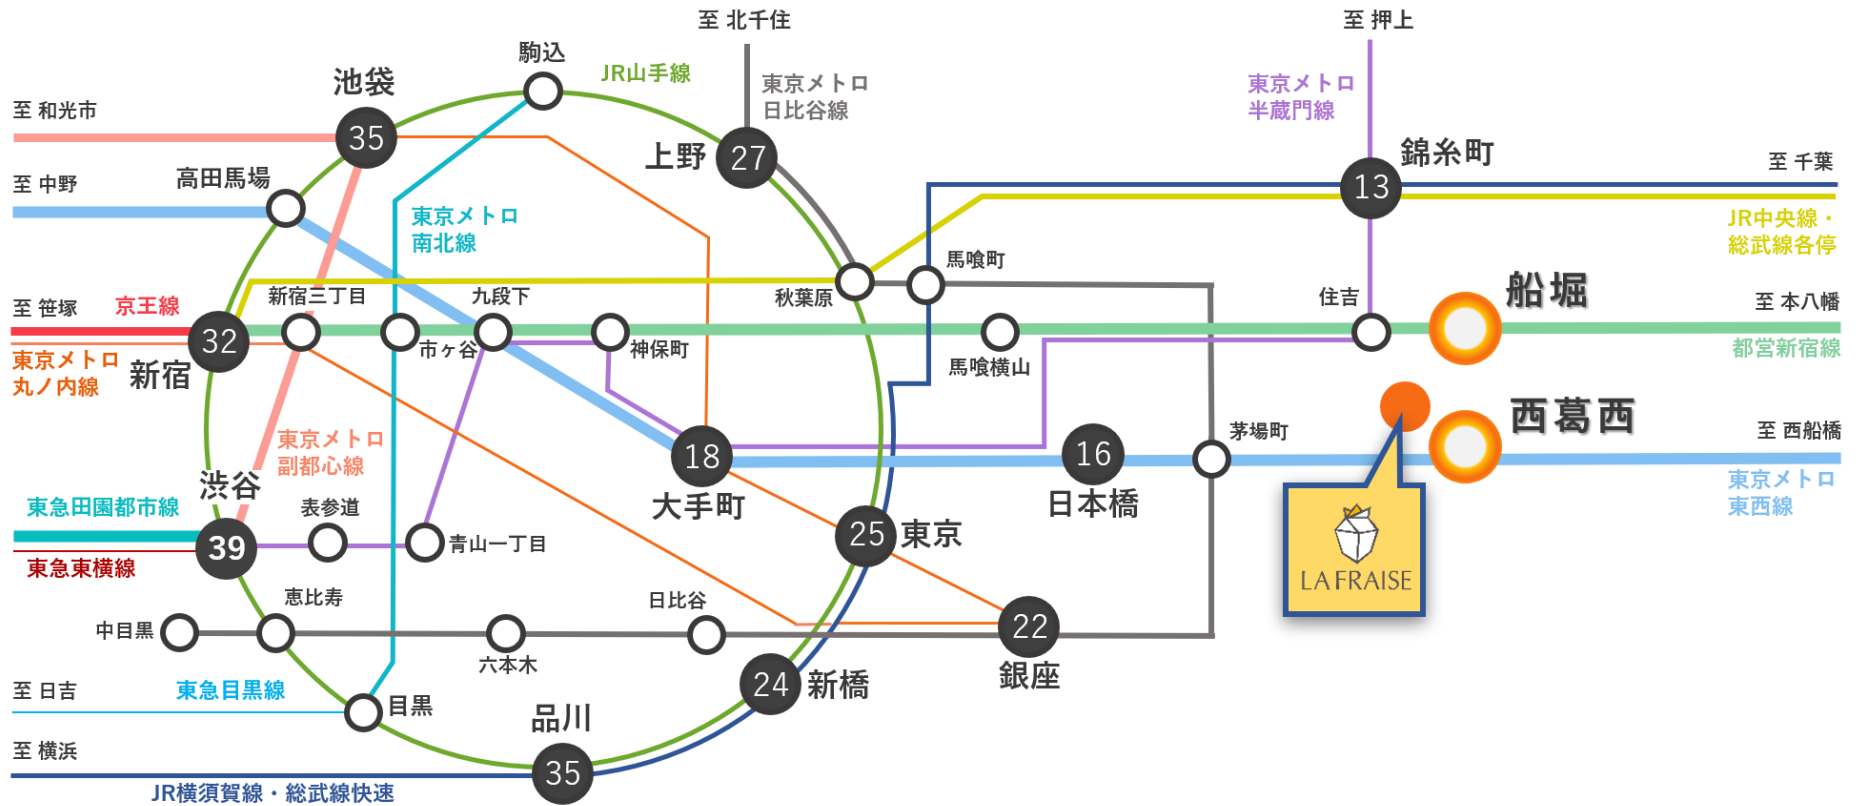 至 北千住
至 押上
駒込
JR山手線
池袋
35
至 和光市
東京メトロ
日比谷線
東京メトロ
半蔵門線
上野
27
錦糸町
13
至 千葉
至 中野
高田馬場
東京メトロ
南北線
JR中央線・
総武線各停
馬喰町
秋葉原
船堀
至 本八幡
都営新宿線
至 笹塚
京王線
新宿三丁目
九段下
住吉
32
新宿
市ヶ谷
神保町
馬喰横山
東京メトロ
丸ノ内線
西葛西
至 西船橋
東京メトロ
東西線
茅場町
東京メトロ
副都心線
18
大手町
16
日本橋
渋谷
39
東急田園都市線
東急東横線
表参道
青山一丁目
25
東京
LA FRAISE
恵比寿
中目黒
六本木
日比谷
22
銀座
至 日吉
東急目黒線
目黒
24
新橋
品川
35
至 横浜
JR横須賀線・総武線快速